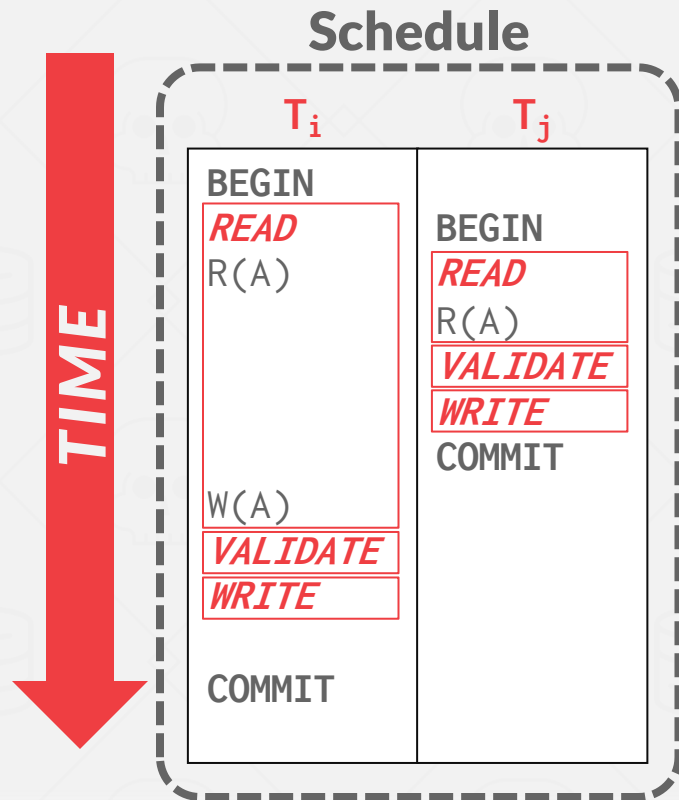 Schedule
TIME
Tᵢ
Tⱼ
BEGIN
READ
R(A)
W(A)
VALIDATE
WRITE
COMMIT
BEGIN
READ
R(A)
VALIDATE
WRITE
COMMIT